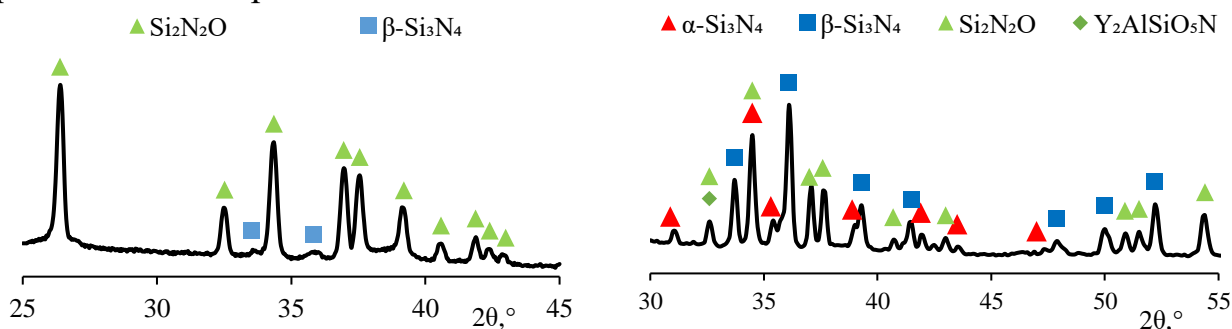 Si₂N₂O β-Si₃N₄
25 30 35 40 2θ,° 45
α-Si₃N₄ β-Si₃N₄ Si₂N₂O Y₂AlSiO₅N
30 35 40 45 50 2θ,° 55